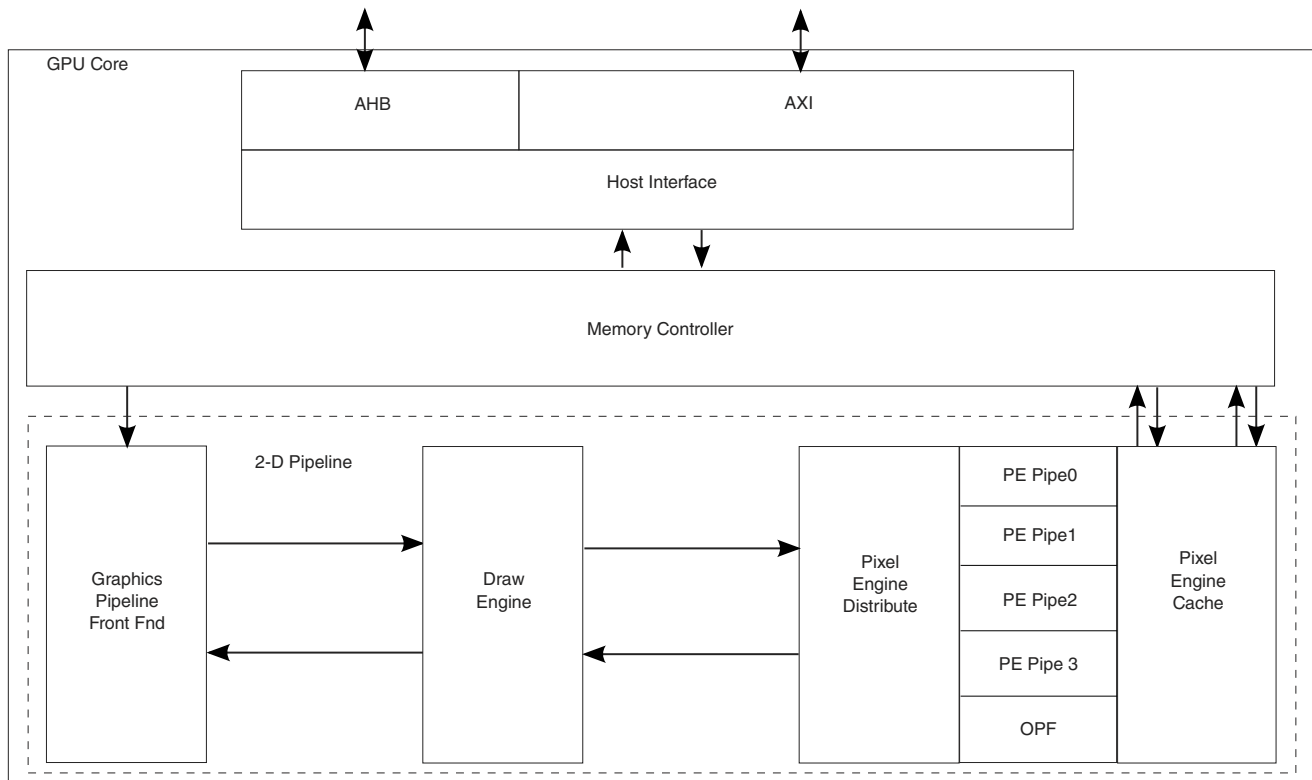 GPU Core
AHB
AXI
Host Interface
Memory Controller
2-D Pipeline
Graphics
Pipeline
Front Fnd
Draw
Engine
Pixel
Engine
Distribute
PE Pipe0
PE Pipe1
PE Pipe2
PE Pipe 3
OPF
Pixel
Engine
Cache